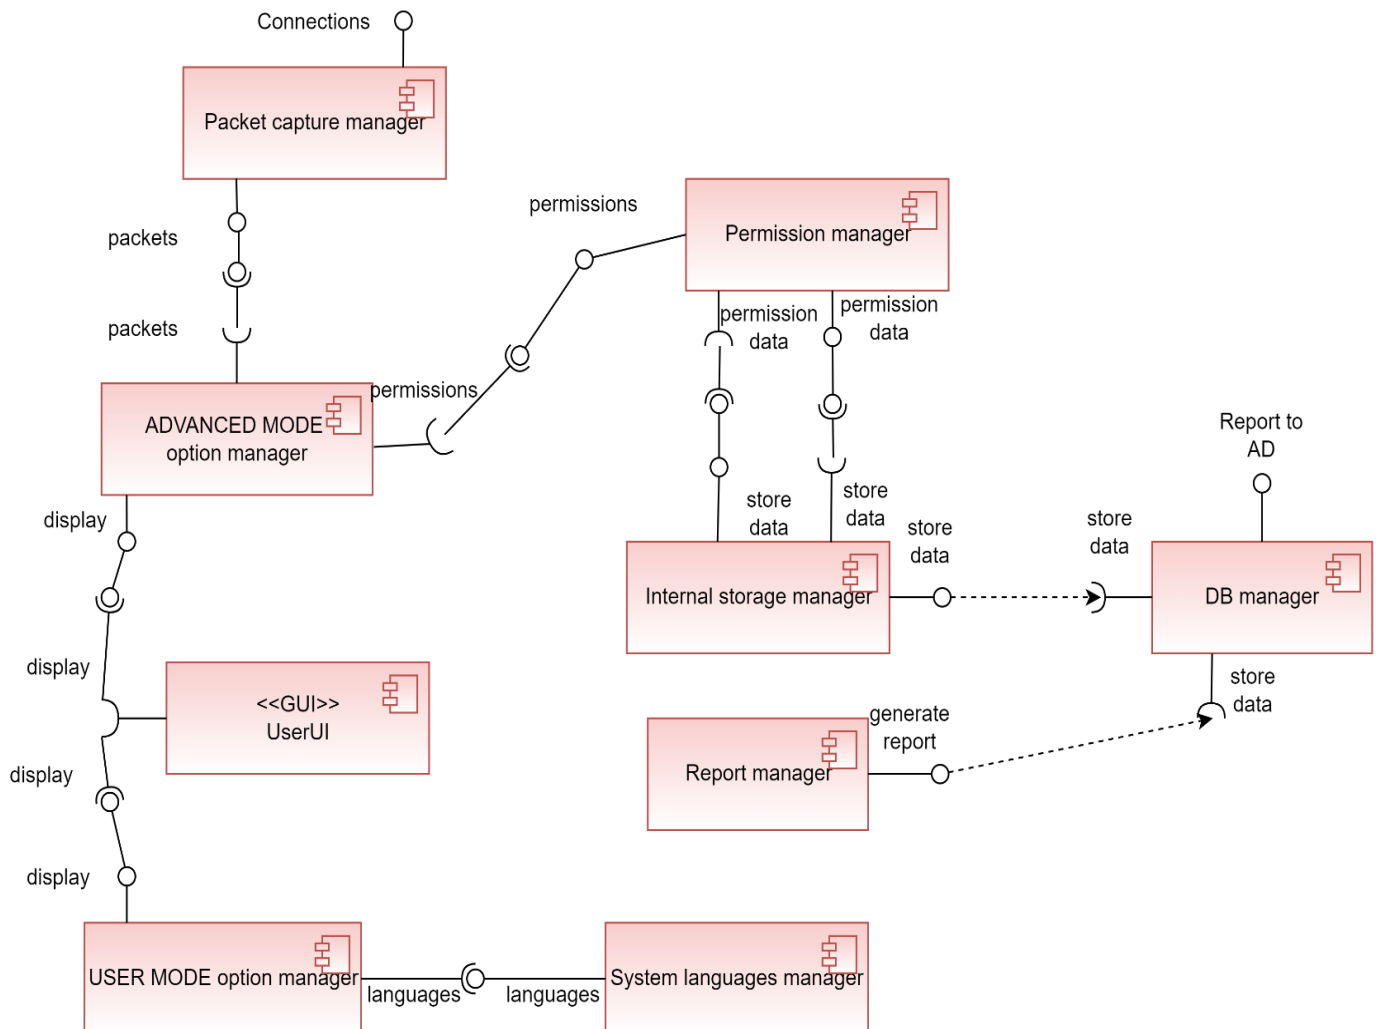 Connections
Packet capture manager
packets
packets
permissions
Permission manager
permission
data
permission
data
permissions
ADVANCED MODE
option manager
display
store
data
store
data
store
data
store
data
Report to
AD
Internal storage manager
DB manager
display
<<GUI>>
UserUI
store
data
generate
report
display
Report manager
display
USER MODE option manager
languages
languages
System languages manager